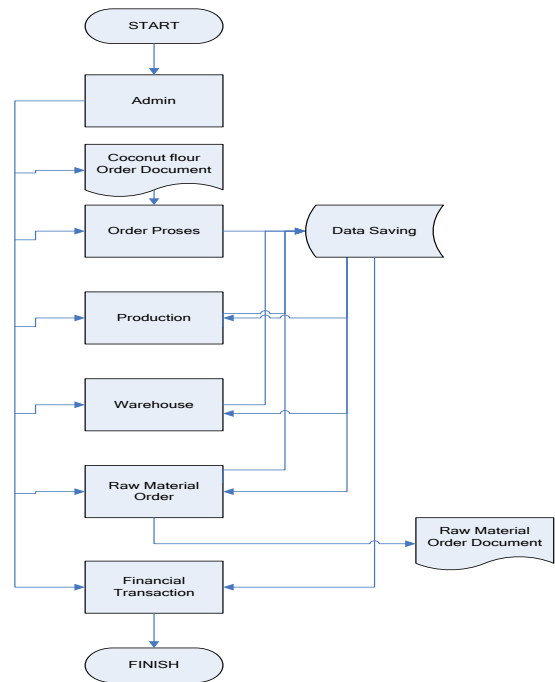 START
Admin
Coconut flour
Order Document
Order Proses
Data Saving
Production
Warehouse
Raw Material
Order
Raw Material
Order Document
Financial
Transaction
FINISH